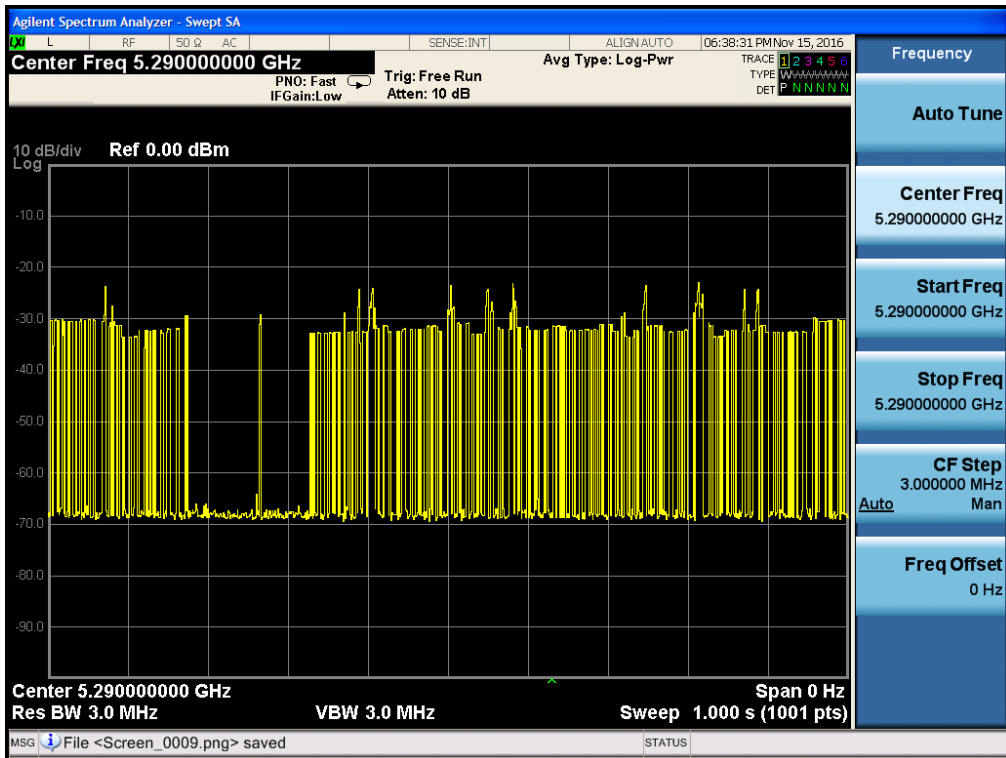 Agilent Spectrum Analyzer - Swept SA
LXI L RF 50 Ω AC SENSE:INT ALIGN AUTO 06:38:31 PM Nov 15, 2016
Center Freq 5.290000000 GHz
PNO: Fast
IFGain:Low
Trig: Free Run
Atten: 10 dB
Avg Type: Log-Pwr
TRACE 1 2 3 4 5 6
TYPE W
DET P N N N N N
10 dB/div Ref 0.00 dBm
Log
-10.0
-20.0
-30.0
-40.0
-50.0
-60.0
-70.0
-80.0
-90.0
Center 5.290000000 GHz Span 0 Hz
Res BW 3.0 MHz VBW 3.0 MHz Sweep 1.000 s (1001 pts)
MSG File <Screen_0009.png> saved STATUS
Frequency
Auto Tune
Center Freq
5.290000000 GHz
Start Freq
5.290000000 GHz
Stop Freq
5.290000000 GHz
CF Step
3.000000 MHz
Auto Man
Freq Offset
0 Hz